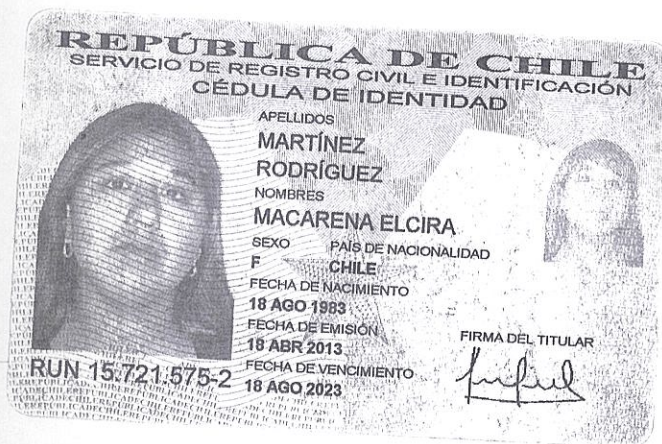 REPÚBLICA DE CHILE
SERVICIO DE REGISTRO CIVIL E IDENTIFICACIÓN
CÉDULA DE IDENTIDAD
APELLIDOS
MARTÍNEZ
RODRÍGUEZ
NOMBRES
MACARENA ELCIRA
SEXO PAÍS DE NACIONALIDAD
F CHILE
FECHA DE NACIMIENTO
18 AGO 1983
FECHA DE EMISIÓN
18 ABR 2013
FECHA DE VENCIMIENTO
18 AGO 2023
FIRMA DEL TITULAR
RUN 15.721.575-2